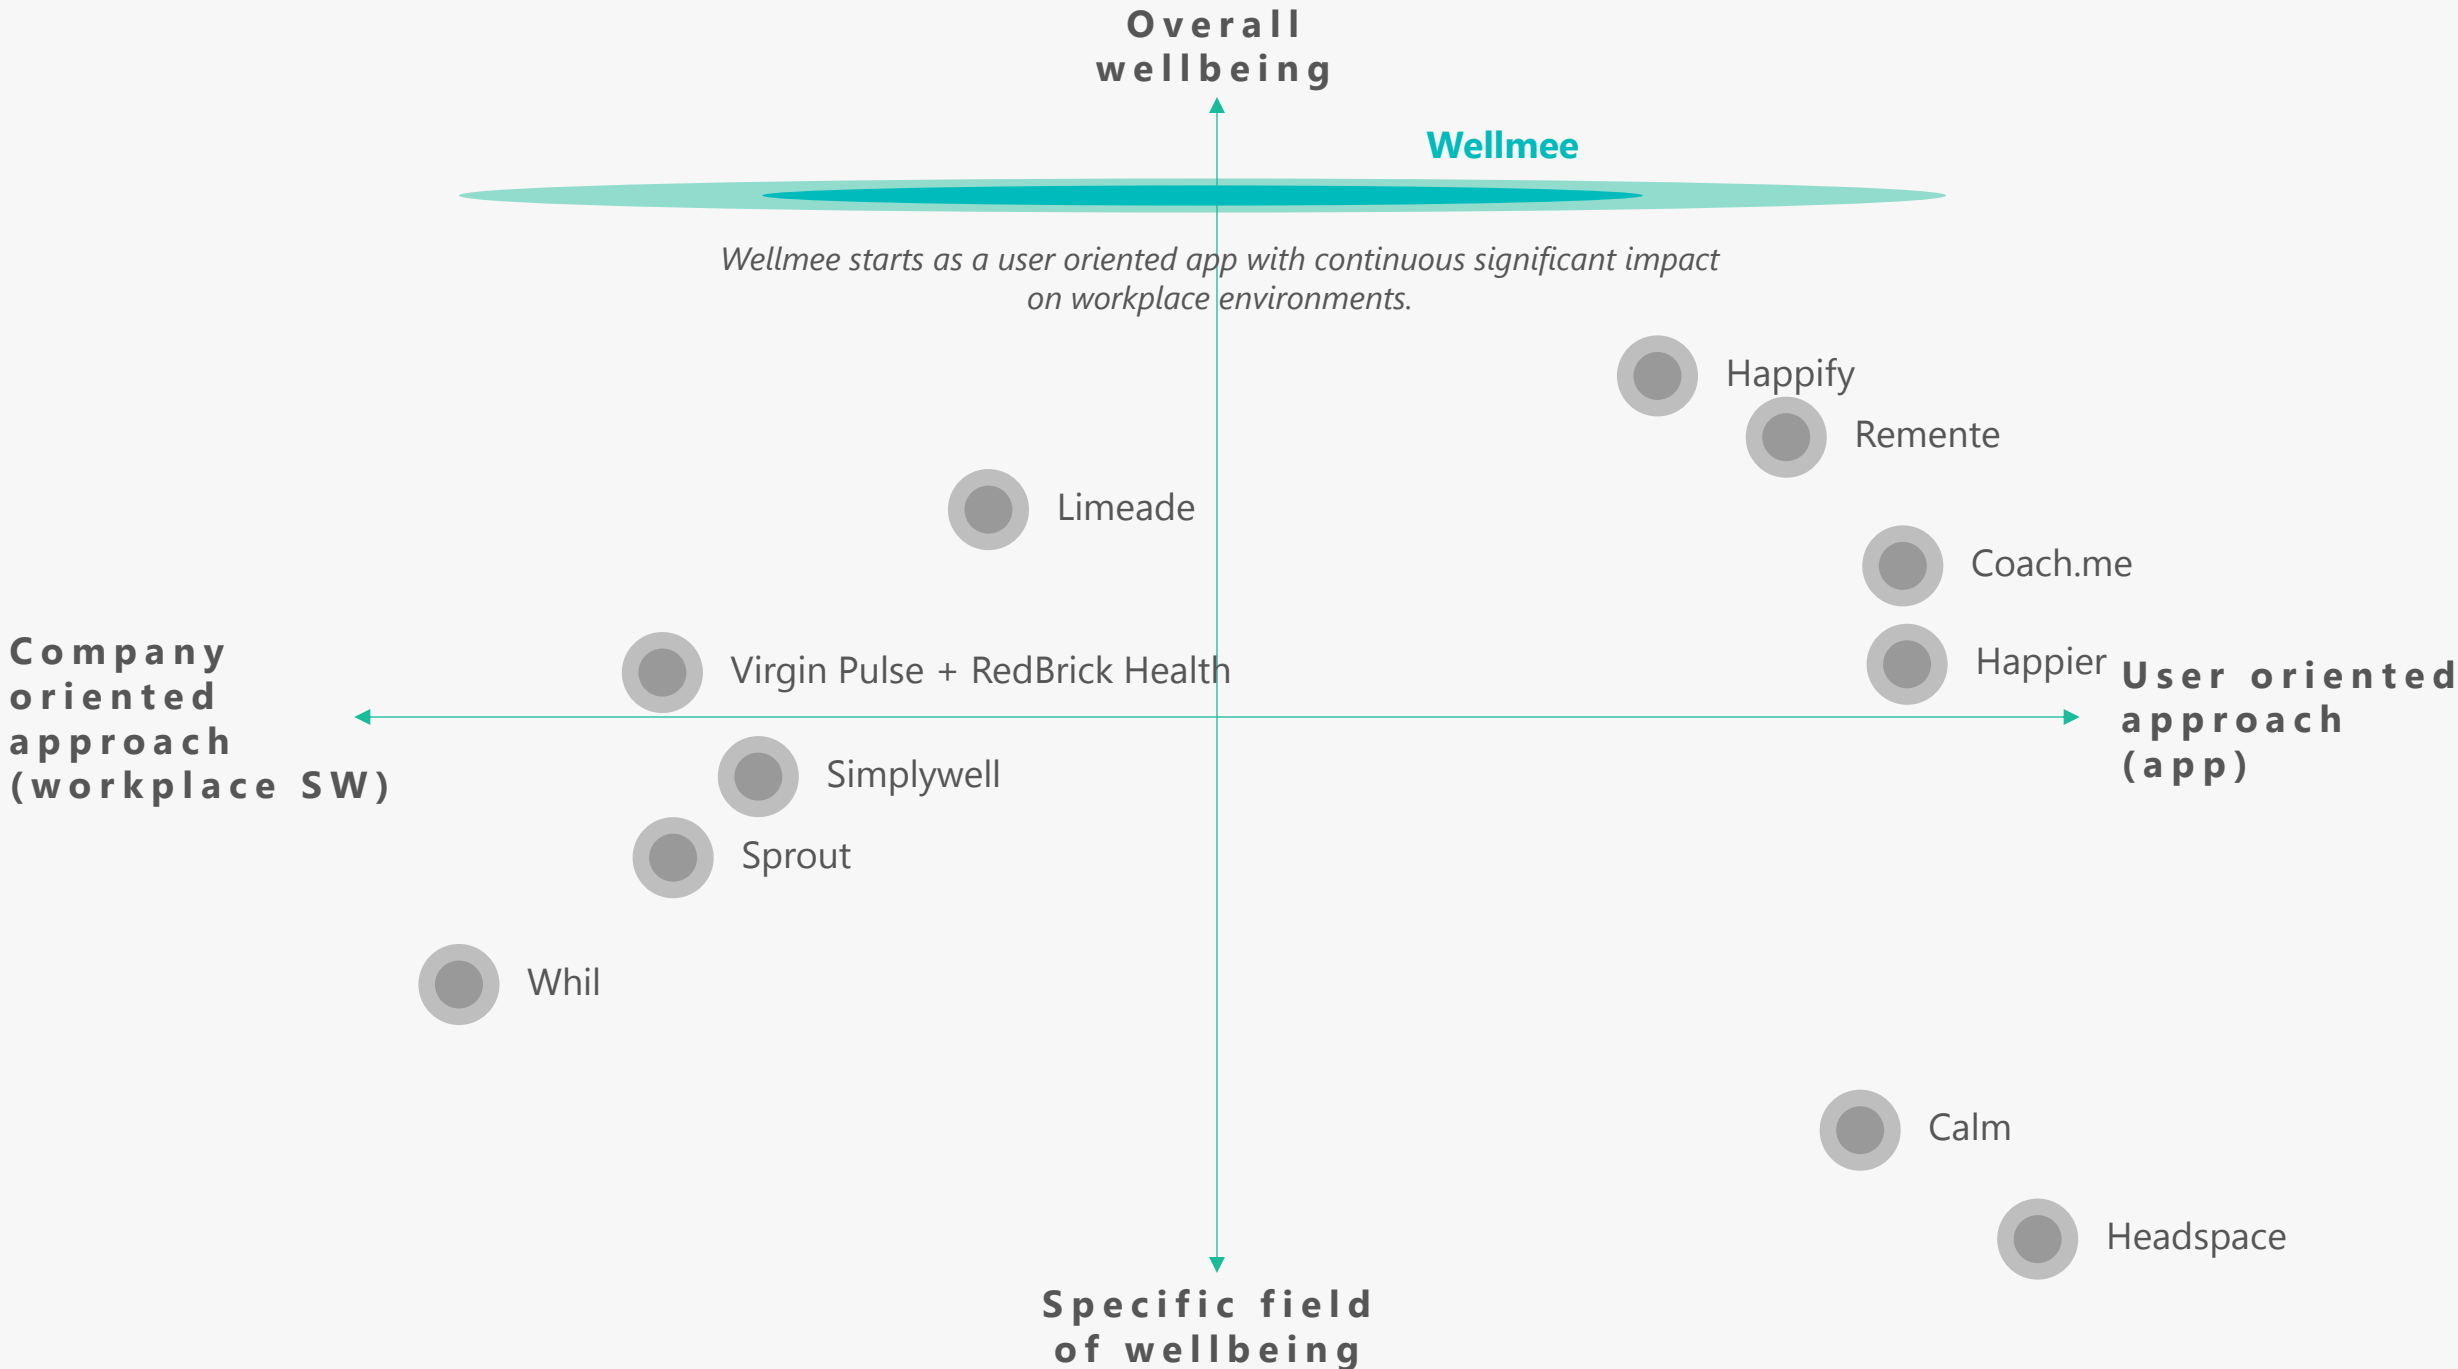 Overall
wellbeing
Wellmee
Wellmee starts as a user oriented app with continuous significant impact
on workplace environments.
Happify
Remente
Limeade
Coach.me
Company
oriented
approach
(workplace SW)
Virgin Pulse + RedBrick Health
Happier
User oriented
approach
(app)
Simplywell
Sprout
Whil
Calm
Headspace
Specific field
of wellbeing